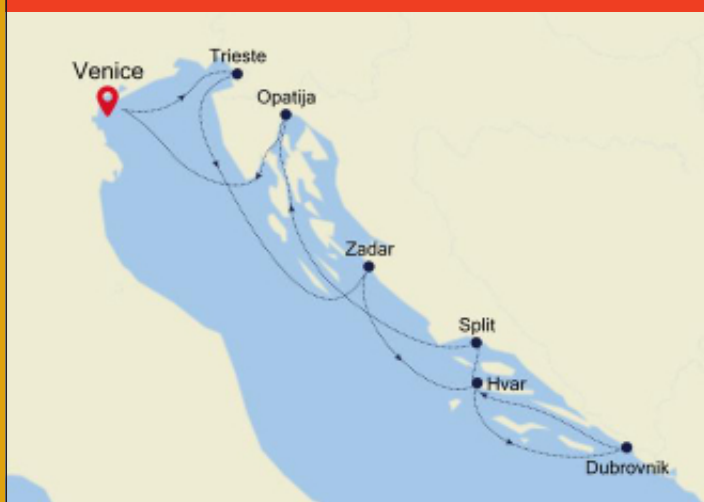 Trieste
Venice
Opatija
Zadar
Split
Hvar
Dubrovnik